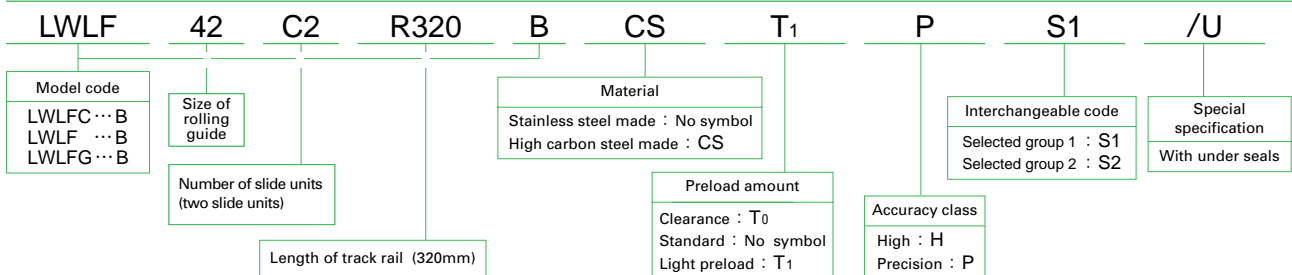 LWLF 42 C2 R320 B CS T1 P S1 /U
Model code
LWLFC…B
LWLF …B
LWLFG…B
Size of
rolling
guide
Number of slide units
(two slide units)
Length of track rail (320mm)
Material
Stainless steel made : No symbol
High carbon steel made : CS
Preload amount
Clearance : T0
Standard : No symbol
Light preload : T1
Accuracy class
High : H
Precision : P
Interchangeable code
Selected group 1 : S1
Selected group 2 : S2
Special
specification
With under seals